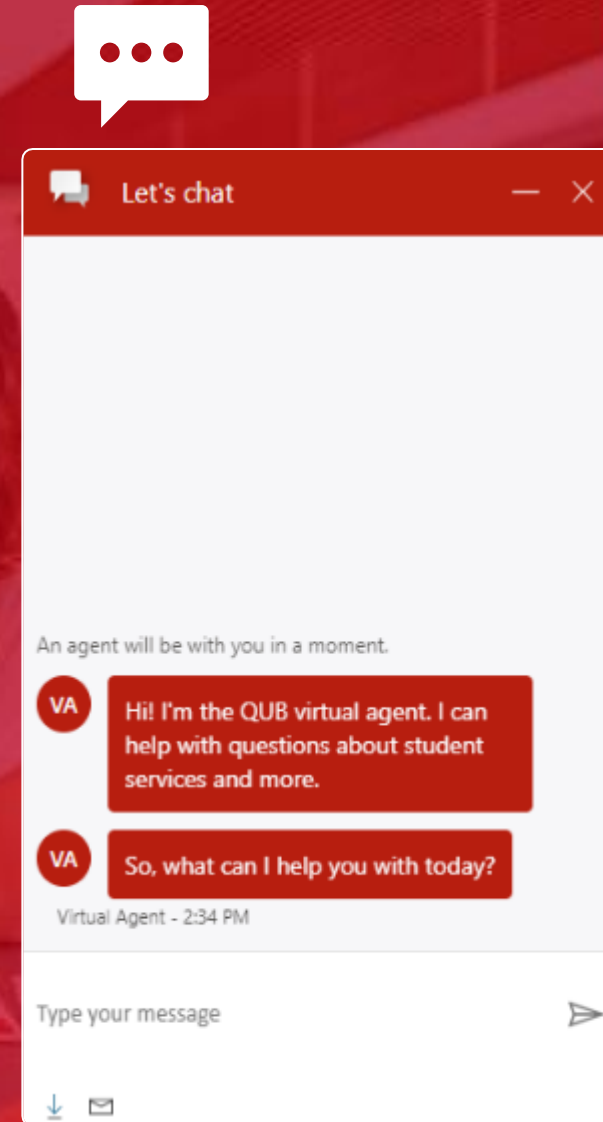 Let's chat
An agent will be with you in a moment.
VA
Hi! I'm the QUB virtual agent. I can
help with questions about student
services and more.
VA
So, what can I help you with today?
Virtual Agent - 2:34 PM
Type your message